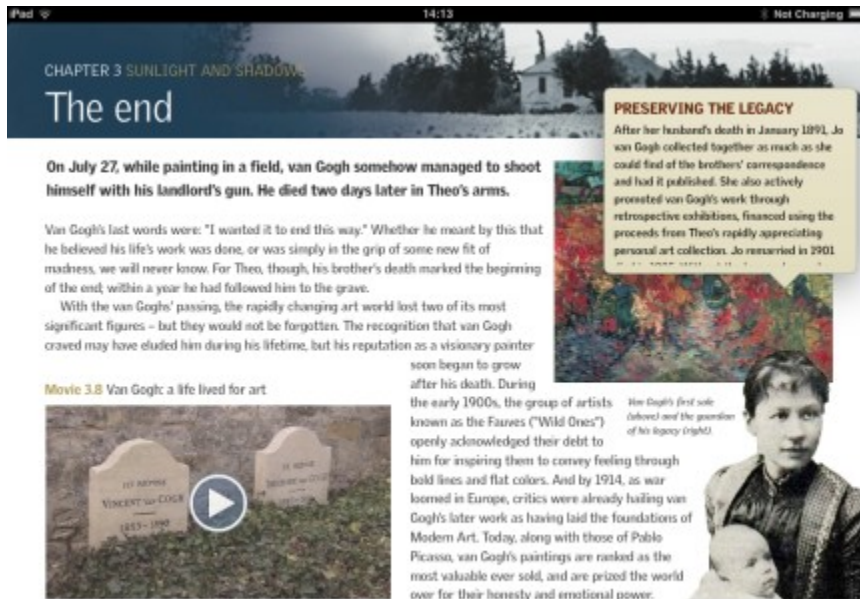 iPad
14:13
Not Charging
CHAPTER 3 SUNLIGHT AND SHADOWS
The end
On July 27, while painting in a field, van Gogh somehow managed to shoot
himself with his landlord's gun. He died two days later in Theo's arms.
Van Gogh's last words were: "I wanted it to end this way." Whether he meant by this that
he believed his life's work was done, or was simply in the grip of some new fit of
madness, we will never know. For Theo, though, his brother's death marked the beginning
of the end; within a year he had followed him to the grave.
With the van Goghs' passing, the rapidly changing art world lost two of its most
significant figures – but they would not be forgotten. The recognition that van Gogh
craved may have eluded him during his lifetime, but his reputation as a visionary painter
soon began to grow
after his death. During
the early 1900s, the group of artists
known as the Fauves ("Wild Ones")
openly acknowledged their debt to
him for inspiring them to convey feeling through
bold lines and flat colors. And by 1914, as war
loomed in Europe, critics were already hailing van
Gogh's later work as having laid the foundations of
Modern Art. Today, along with those of Pablo
Picasso, van Gogh's paintings are ranked as the
most valuable ever sold, and are prized the world
over for their honesty and emotional power.
PRESERVING THE LEGACY
After her husband's death in January 1891, Jo
van Gogh collected together as much as she
could find of the brothers' correspondence
and had it published. She also actively
promoted van Gogh's work through
retrospective exhibitions, financed using the
proceeds from Theo's rapidly appreciating
personal art collection. Jo remarried in 1901
Van Gogh's first sale
(above) and the guardian
of his legacy (right).
Movie 3.8 Van Gogh: a life lived for art
VINCENT VAN GOGH
1853–1890